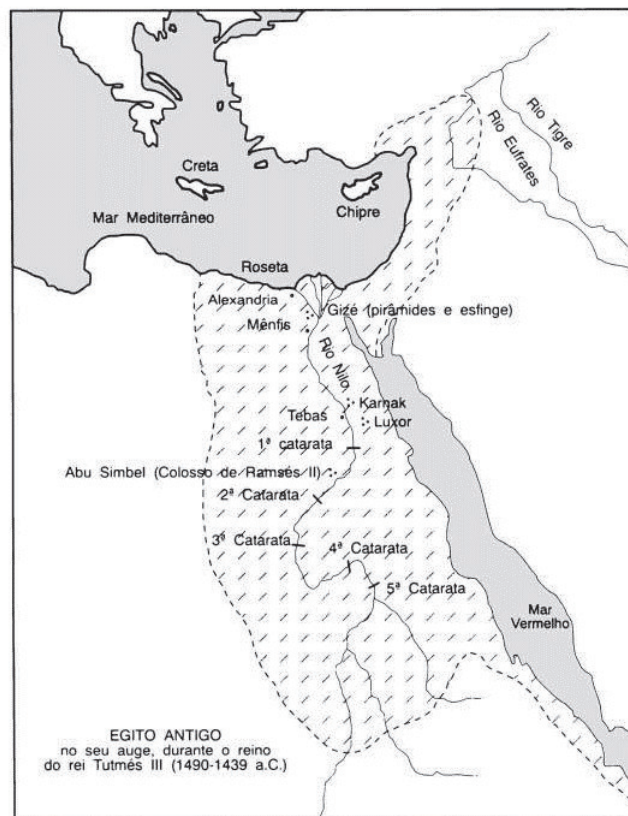 Rio Tigre
Rio Eufrates
Creta
Chipre
Mar Mediterrâneo
Roseta
Alexandria
Gizé (pirâmides e esfinge)
Mênfis
Rio Nilo
Karnak
Tebas
Luxor
1ª catarata
Abu Simbel (Colosso de Ramsés II)
2ª Catarata
3ª Catarata
4ª Catarata
5ª Catarata
Mar
Vermelho
EGITO ANTIGO
no seu auge, durante o reino
do rei Tutmés III (1490-1439 a.C.)